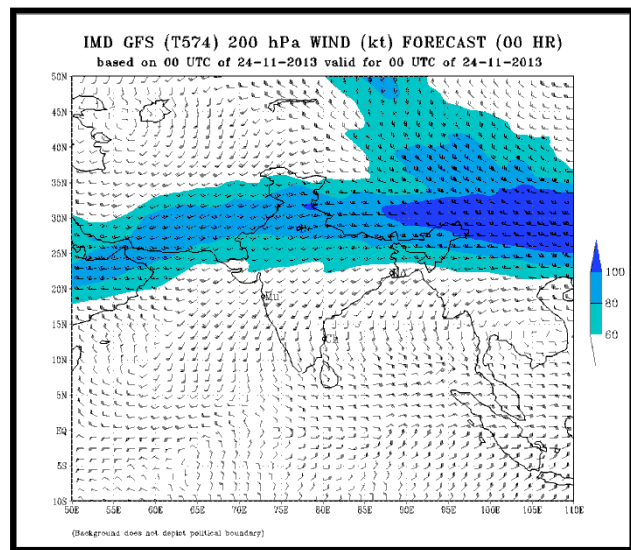 IMD GFS (T574) 200 hPa WIND (kt) FORECAST (00 HR)
based on 00 UTC of 24-11-2013 valid for 00 UTC of 24-11-2013
50N
45N
40N
35N
30N
25N
20N
15N
10N
5N
EQ
5S
10S
50E 55E 60E 65E 70E 75E 80E 85E 90E 95E 100E 105E 110E
Mu
100
80
60
(Background does not depict political boundary)